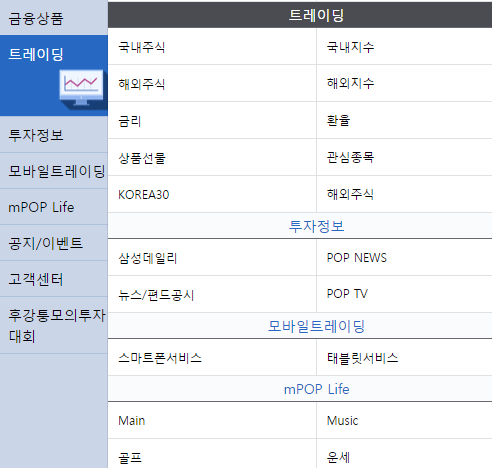 금융상품
트레이딩
투자정보
모바일트레이딩
mPOP Life
공지/이벤트
고객센터
후강퉁모의투자
대회
트레이딩
국내주식 국내지수
해외주식 해외지수
금리 환율
상품선물 관심종목
KOREA30 해외주식
투자정보
삼성데일리 POP NEWS
뉴스/펀드공시 POP TV
모바일트레이딩
스마트폰서비스 태블릿서비스
mPOP Life
Main Music
골프 운세